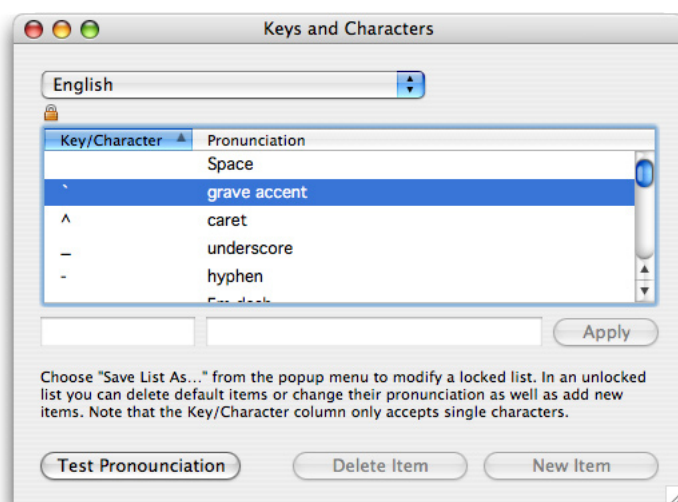 Keys and Characters
English
Key/Character Pronunciation
Space
` grave accent
^ caret
_ underscore
- hyphen
Em dash
Apply
Choose "Save List As..." from the popup menu to modify a locked list. In an unlocked
list you can delete default items or change their pronunciation as well as add new
items. Note that the Key/Character column only accepts single characters.
Test Pronounciation Delete Item New Item